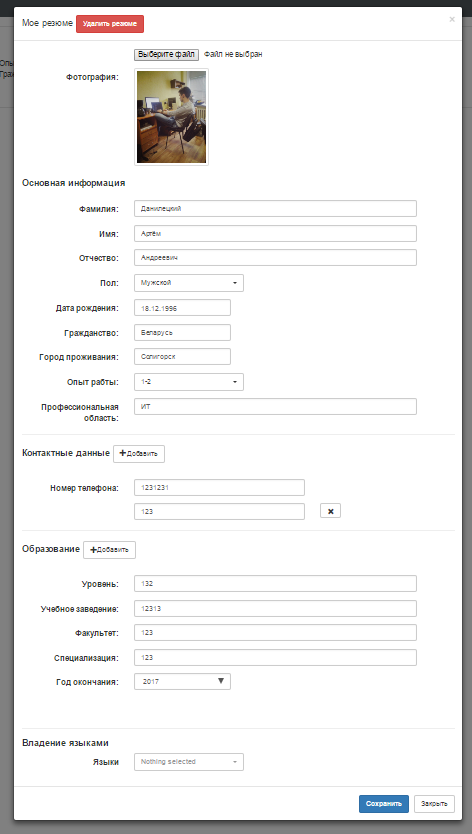 Мое резюме Удалить резюме ×
Выберите файл Файл не выбран
Фотография:
Основная информация
Фамилия: Данилецкий
Имя: Артём
Отчество: Андреевич
Пол: Мужской
Дата рождения: 18.12.1996
Гражданство: Беларусь
Город проживания: Солигорск
Опыт рабты: 1-2
Профессиональная ИТ
область:
Контактные данные Добавить
Номер телефона: 1231231
123
Образование Добавить
Уровень: 132
Учебное заведение: 12313
Факультет: 123
Специализация: 123
Год окончания: 2017
Владение языками
Языки Nothing selected
Сохранить Закрыть